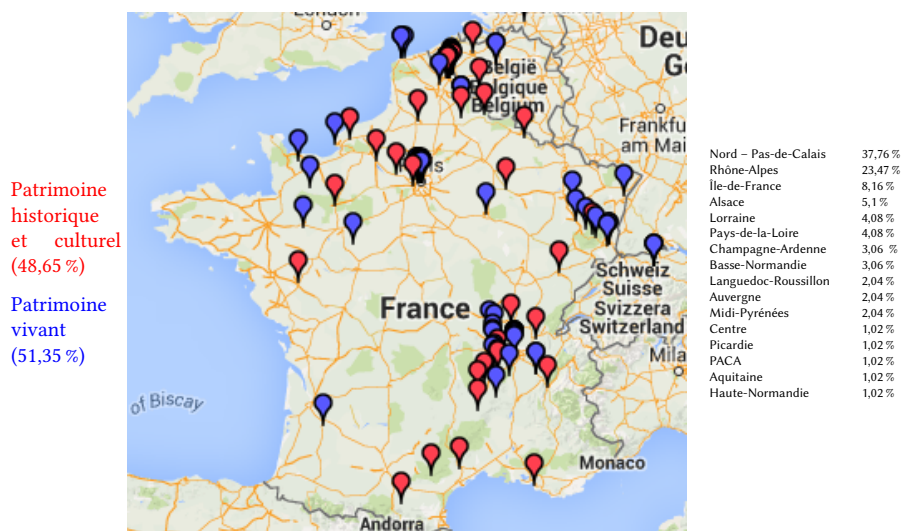 Patrimoine
historique
et culturel
(48,65 %)
Patrimoine
vivant
(51,35 %)
London
België
Belgique
Belgium
Deu
Ge
Frankfu
am Mai
Paris
France
Schweiz
Suisse
Svizzera
Switzerland
Mila
of Biscay
Monaco
Andorra
Nord – Pas-de-Calais 37,76 %
Rhône-Alpes 23,47 %
Île-de-France 8,16 %
Alsace 5,1 %
Lorraine 4,08 %
Pays-de-la-Loire 4,08 %
Champagne-Ardenne 3,06 %
Basse-Normandie 3,06 %
Languedoc-Roussillon 2,04 %
Auvergne 2,04 %
Midi-Pyrénées 2,04 %
Centre 1,02 %
Picardie 1,02 %
PACA 1,02 %
Aquitaine 1,02 %
Haute-Normandie 1,02 %